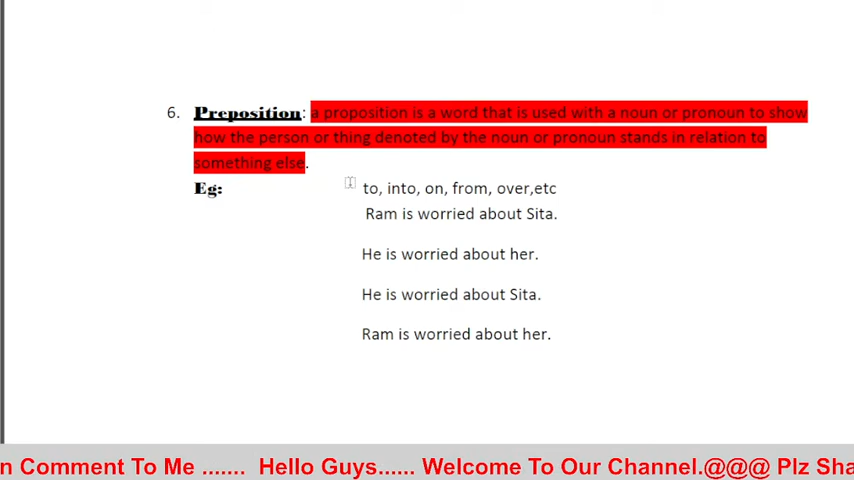 6. Preposition: a proposition is a word that is used with a noun or pronoun to show
how the person or thing denoted by the noun or pronoun stands in relation to
something else.
Eg: to, into, on, from, over,etc
Ram is worried about Sita.
He is worried about her.
He is worried about Sita.
Ram is worried about her.
n Comment To Me ....... Hello Guys...... Welcome To Our Channel.@@@ Plz Sha